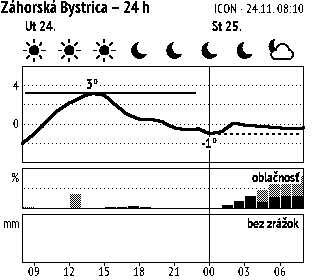 Záhorská Bystrica – 24 h ICON · 24.11. 08:10
Ut 24. St 25.
4
3°
0
-1°
% oblačnosť
mm bez zrážok
09 12 15 18 21 00 03 06